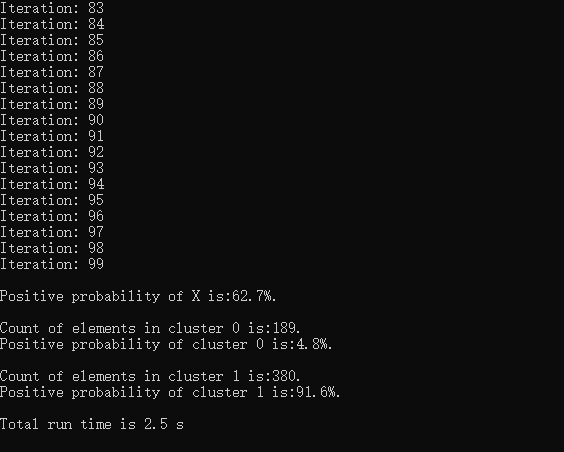 Iteration: 83
Iteration: 84
Iteration: 85
Iteration: 86
Iteration: 87
Iteration: 88
Iteration: 89
Iteration: 90
Iteration: 91
Iteration: 92
Iteration: 93
Iteration: 94
Iteration: 95
Iteration: 96
Iteration: 97
Iteration: 98
Iteration: 99
Positive probability of X is:62.7%.
Count of elements in cluster 0 is:189.
Positive probability of cluster 0 is:4.8%.
Count of elements in cluster 1 is:380.
Positive probability of cluster 1 is:91.6%.
Total run time is 2.5 s